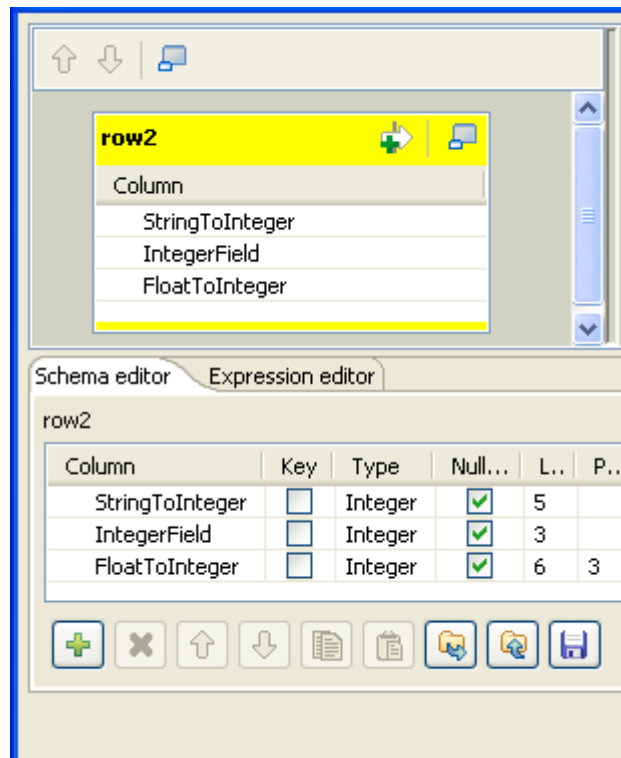 row2
Column
StringToInteger
IntegerField
FloatToInteger
Schema editor Expression editor
row2
Column Key Type Null... L.. P..
StringToInteger Integer 5
IntegerField Integer 3
FloatToInteger Integer 6 3